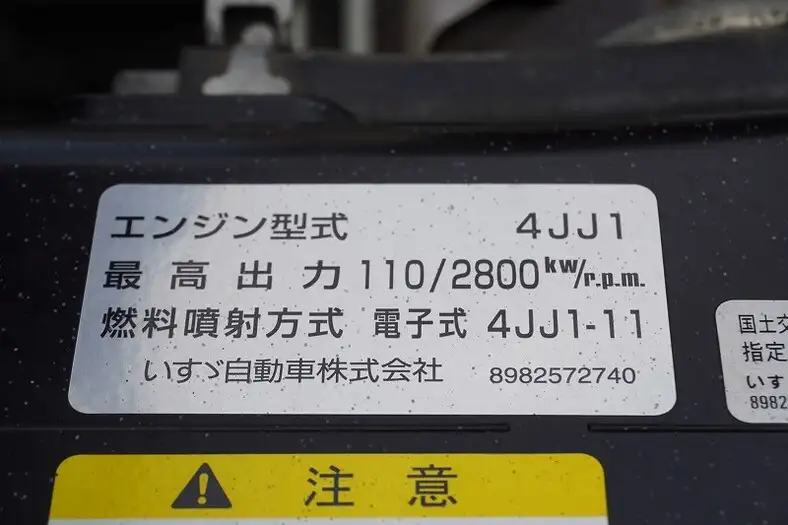 エンジン型式 4JJ1
最高出力 110/2800kw/r.p.m.
燃料噴射方式 電子式 4JJ1-11
いすゞ自動車株式会社 8982572740
国土交
指定
いす
8982
注意